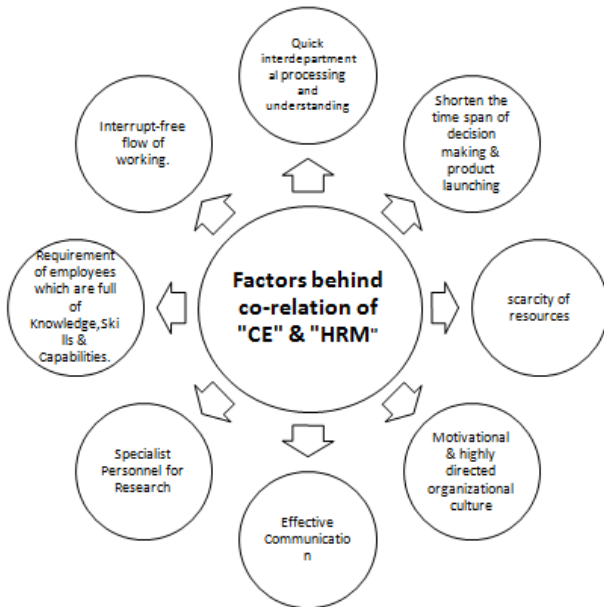 Quick
interdepartment
al processing
and
understanding
Shorten the
time span of
decision
making &
product
launching
scarcity of
resources
Motivational
& highly
directed
organizational
culture
Effective
Communicatio
n
Specialist
Personnel for
Research
Requirement
of employees
which are full
of
Knowledge,Ski
lls &
Capabilities.
Interrupt-free
flow of
working.
Factors behind
co-relation of
"CE" & "HRM"